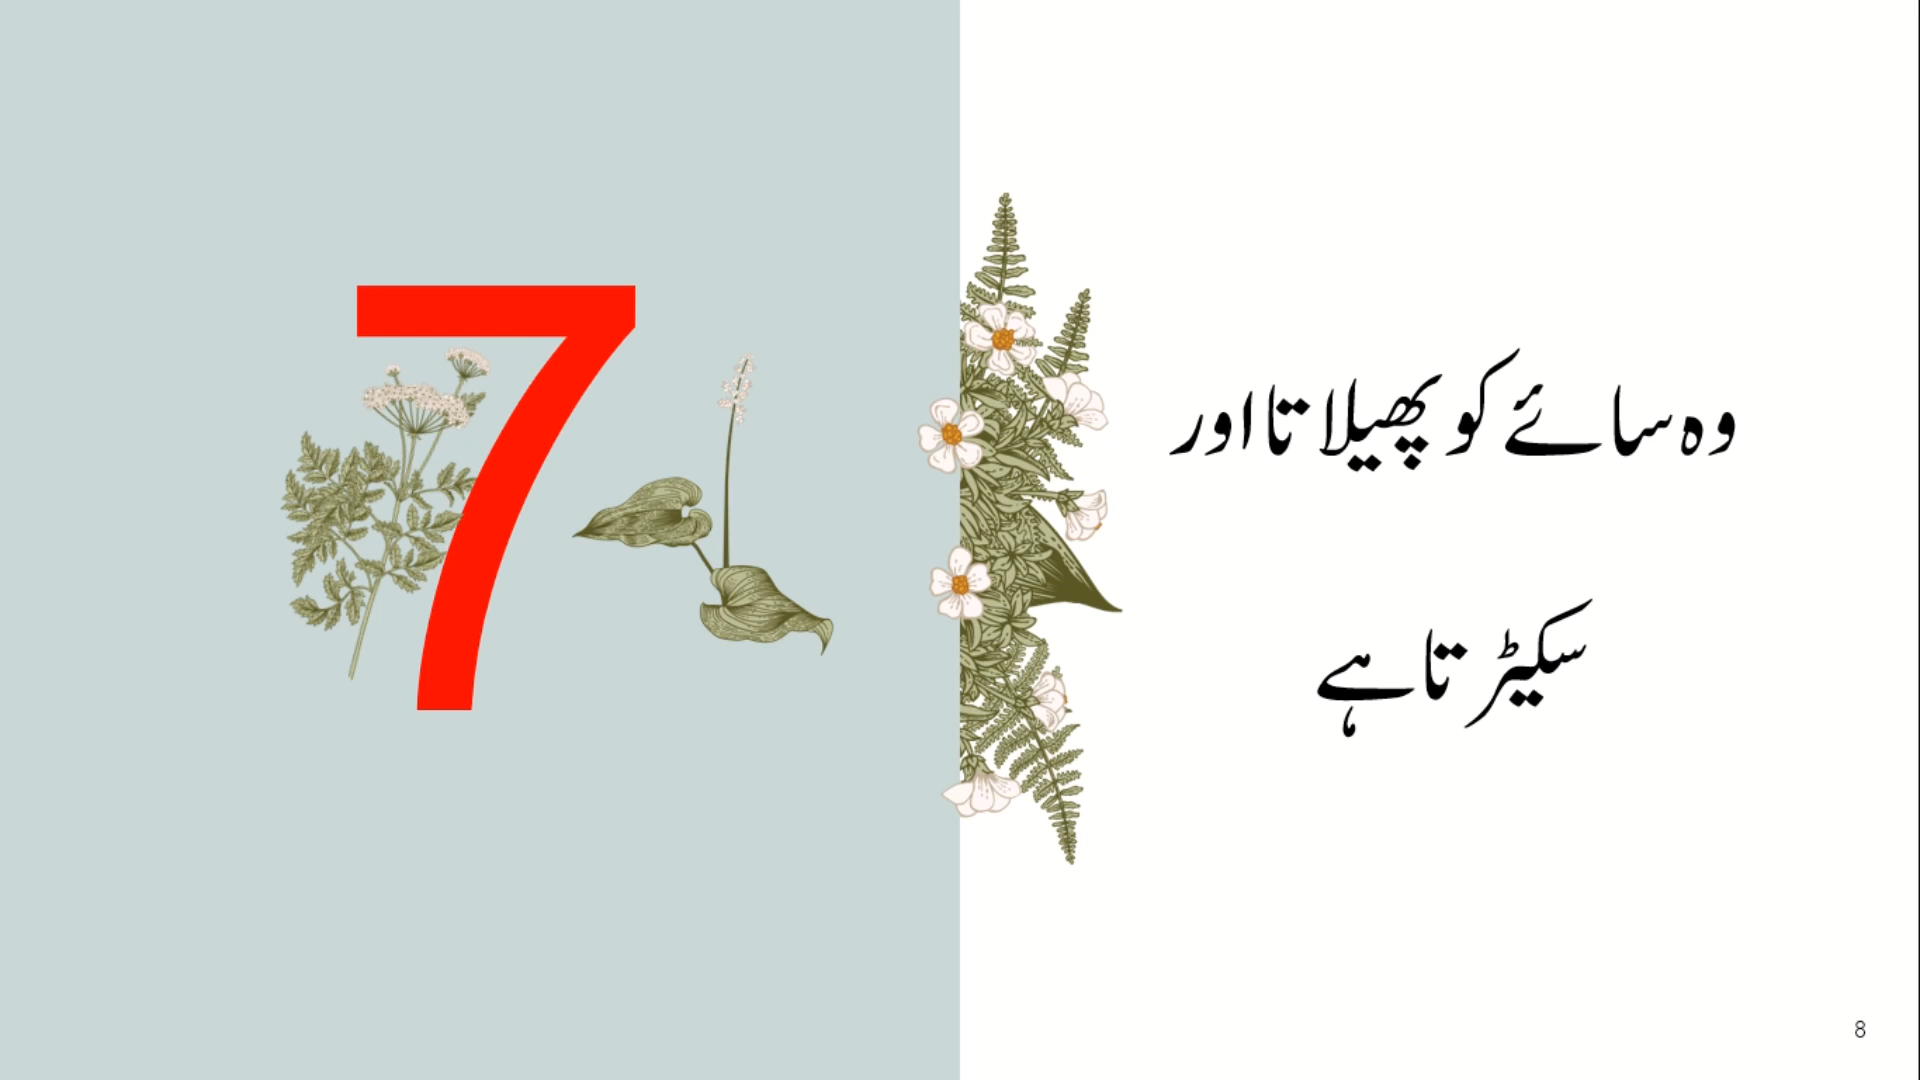 7
وہ سائے کو پھیلاتا اور
سکیڑتا ہے
8